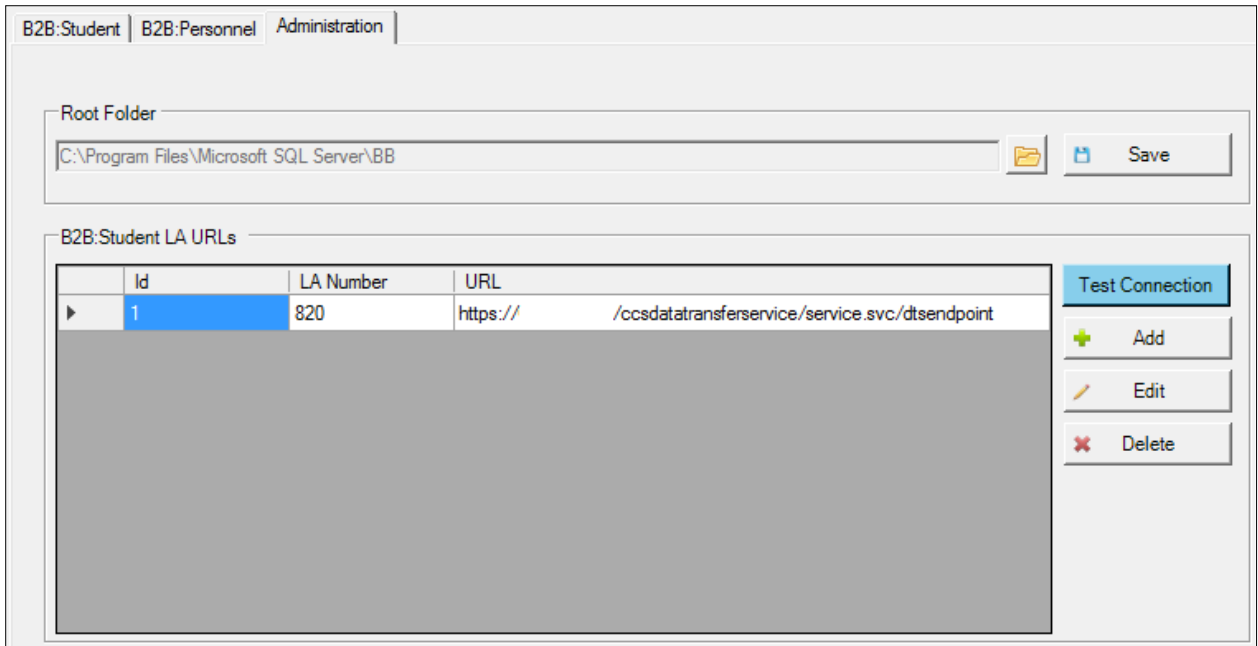 B2B:Student B2B:Personnel Administration
Root Folder
C:\Program Files\Microsoft SQL Server\BB Save
B2B:Student LA URLs
Id LA Number URL Test Connection
1 820 https:// /ccsdatatransferservice/service.svc/dtsendpoint
Add
Edit
Delete